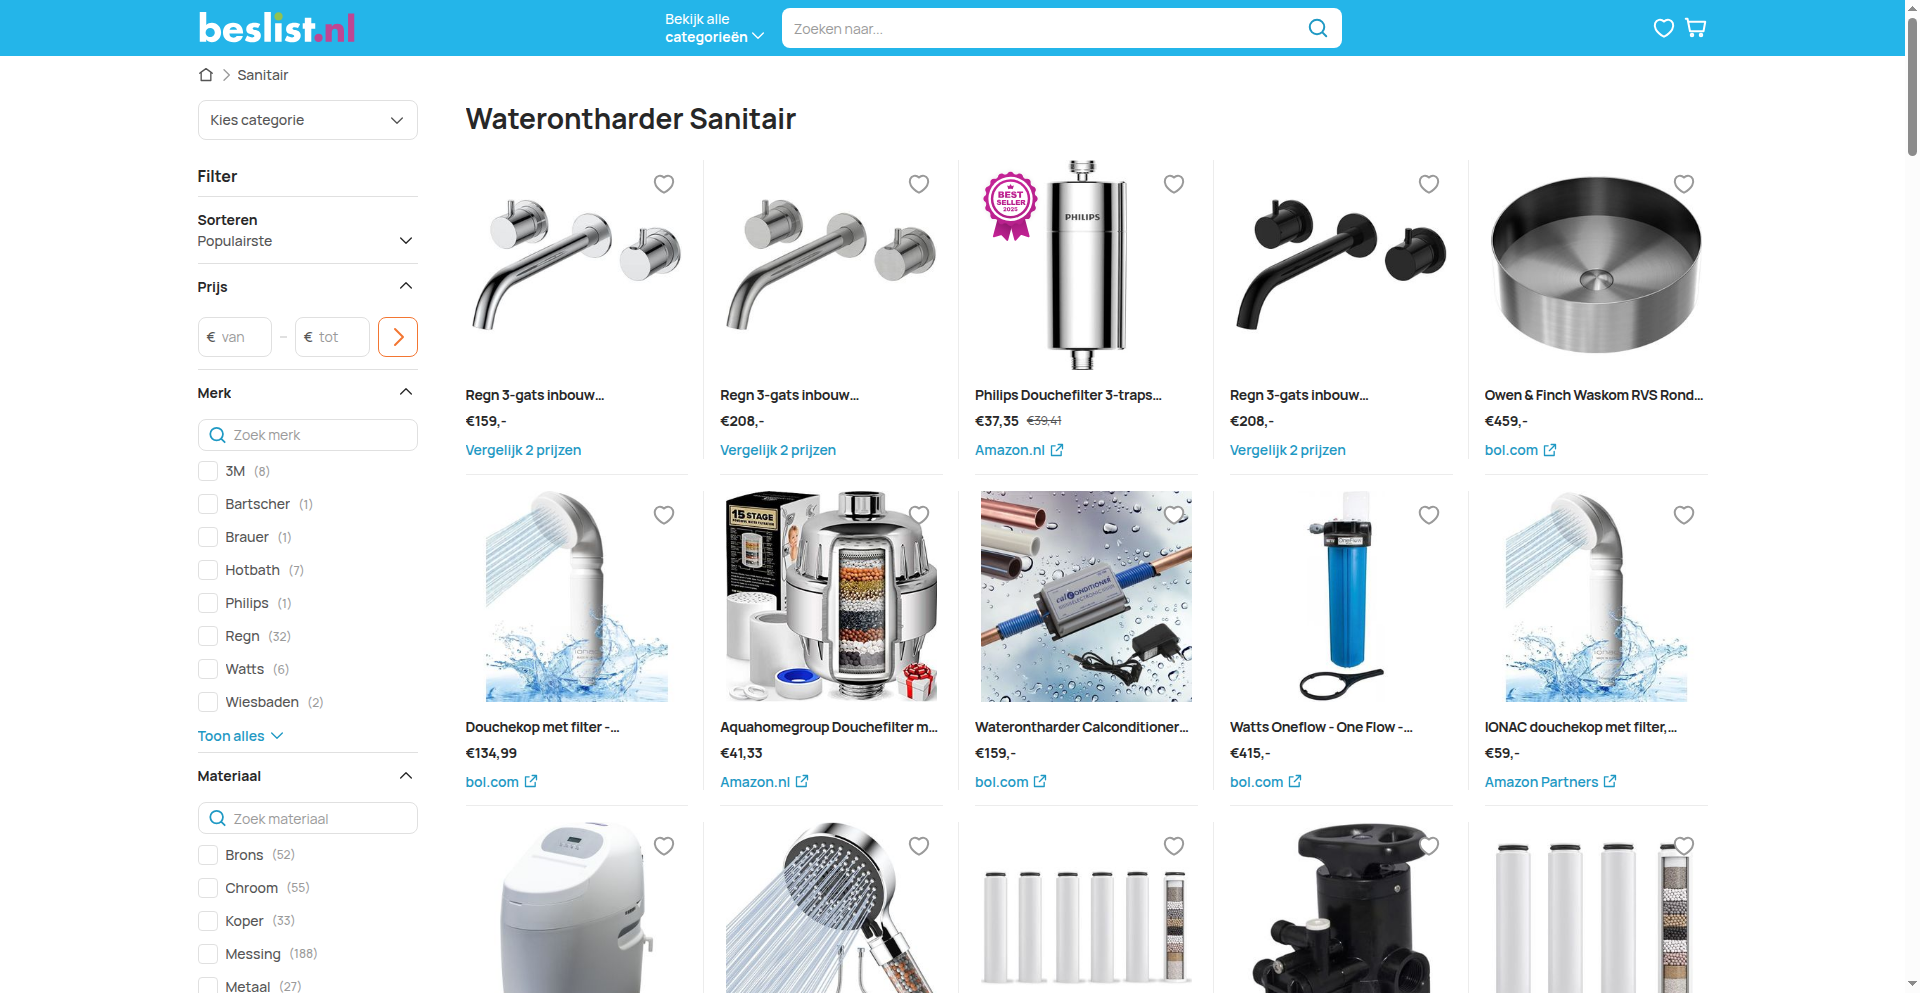 beslist.nl
Bekijk alle
categorieën
Zoeken naar...
Sanitair
Kies categorie
Waterontharder Sanitair
Filter
Sorteren
Populairste
Prijs
€ van
–
€ tot
Merk
Zoek merk
3M (8)
Bartscher (1)
Brauer (1)
Hotbath (7)
Philips (1)
Regn (32)
Watts (6)
Wiesbaden (2)
Toon alles
Materiaal
Zoek materiaal
Brons (52)
Chroom (55)
Koper (33)
Messing (188)
Metaal (27)
Regn 3-gats inbouw...
€159,-
Vergelijk 2 prijzen
Regn 3-gats inbouw...
€208,-
Vergelijk 2 prijzen
BEST
SELLER
2025
PHILIPS
Philips Douchefilter 3-traps...
€37,35 €39,41
Amazon.nl
Regn 3-gats inbouw...
€208,-
Vergelijk 2 prijzen
Owen & Finch Waskom RVS Rond...
€459,-
bol.com
Douchekop met filter -...
€134,99
bol.com
15 STAGE
Aquahomegroup Douchefilter m...
€41,33
Amazon.nl
CONDITIONER
ELECTRONIC
Waterontharder Calconditioner...
€159,-
bol.com
Watts Oneflow - One Flow -...
€415,-
bol.com
IONAC douchekop met filter,...
€59,-
Amazon Partners